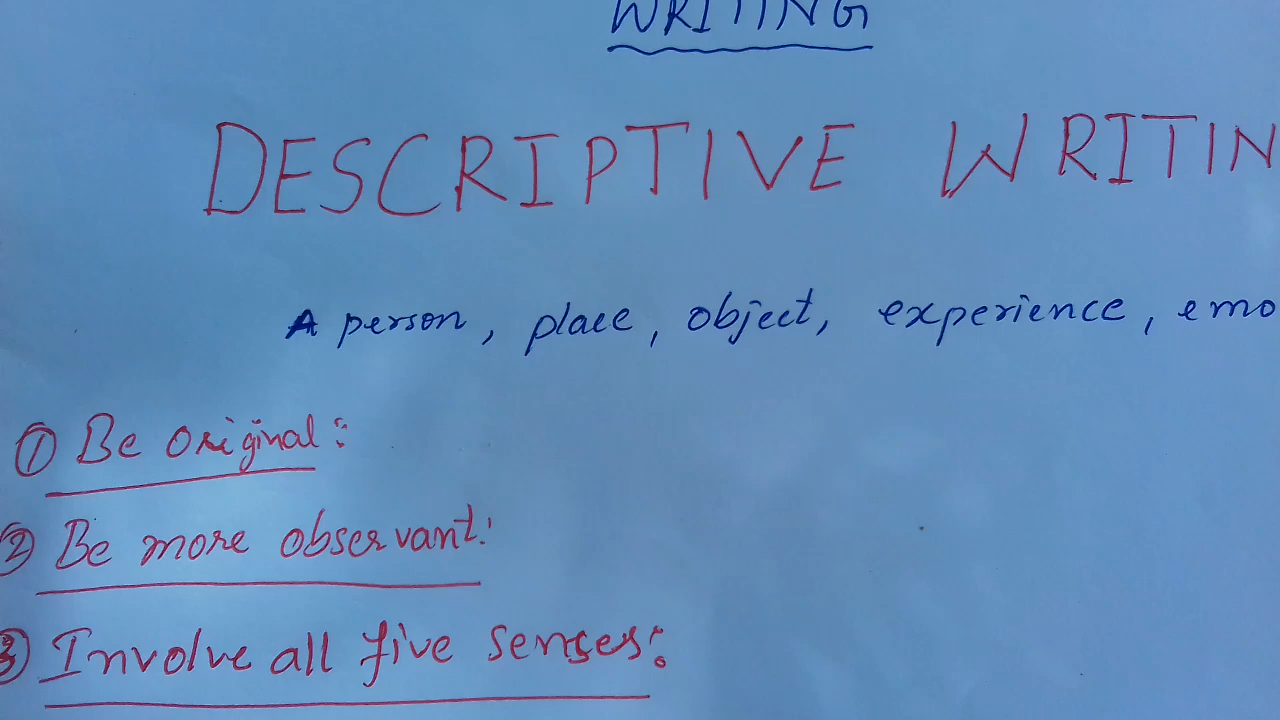 WRITING
DESCRIPTIVE WRITIN
A person, place, object, experience, emo
① Be original:
② Be more observant:
③ Involve all five senses: